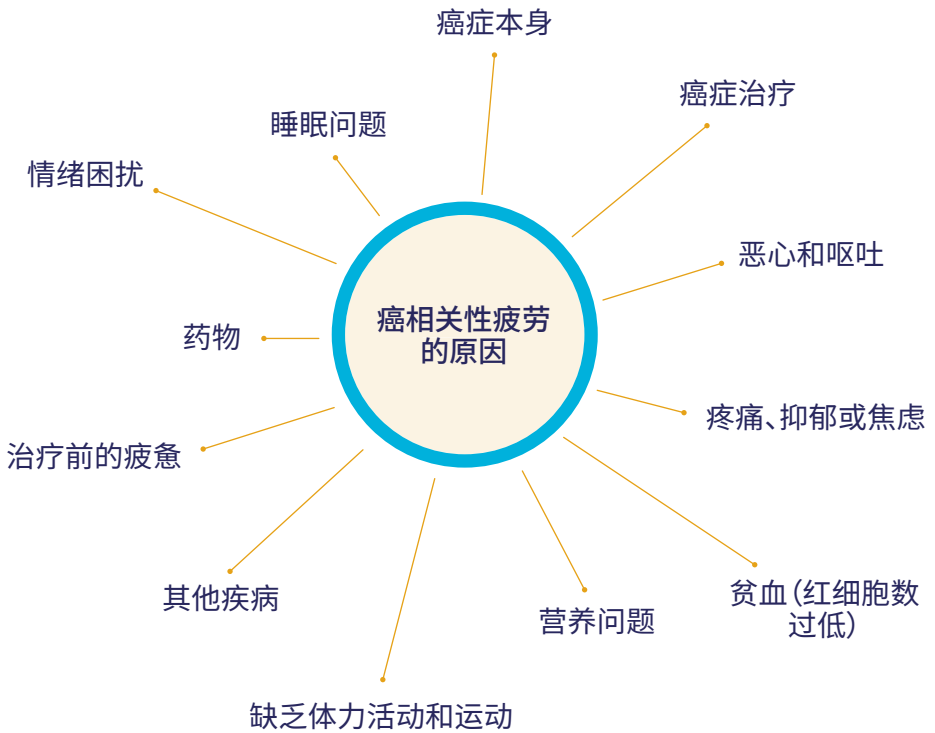 癌症本身
癌症治疗
睡眠问题
情绪困扰
恶心和呕吐
癌相关性疲劳
的原因
药物
疼痛、抑郁或焦虑
治疗前的疲惫
其他疾病
贫血(红细胞数
过低)
营养问题
缺乏体力活动和运动